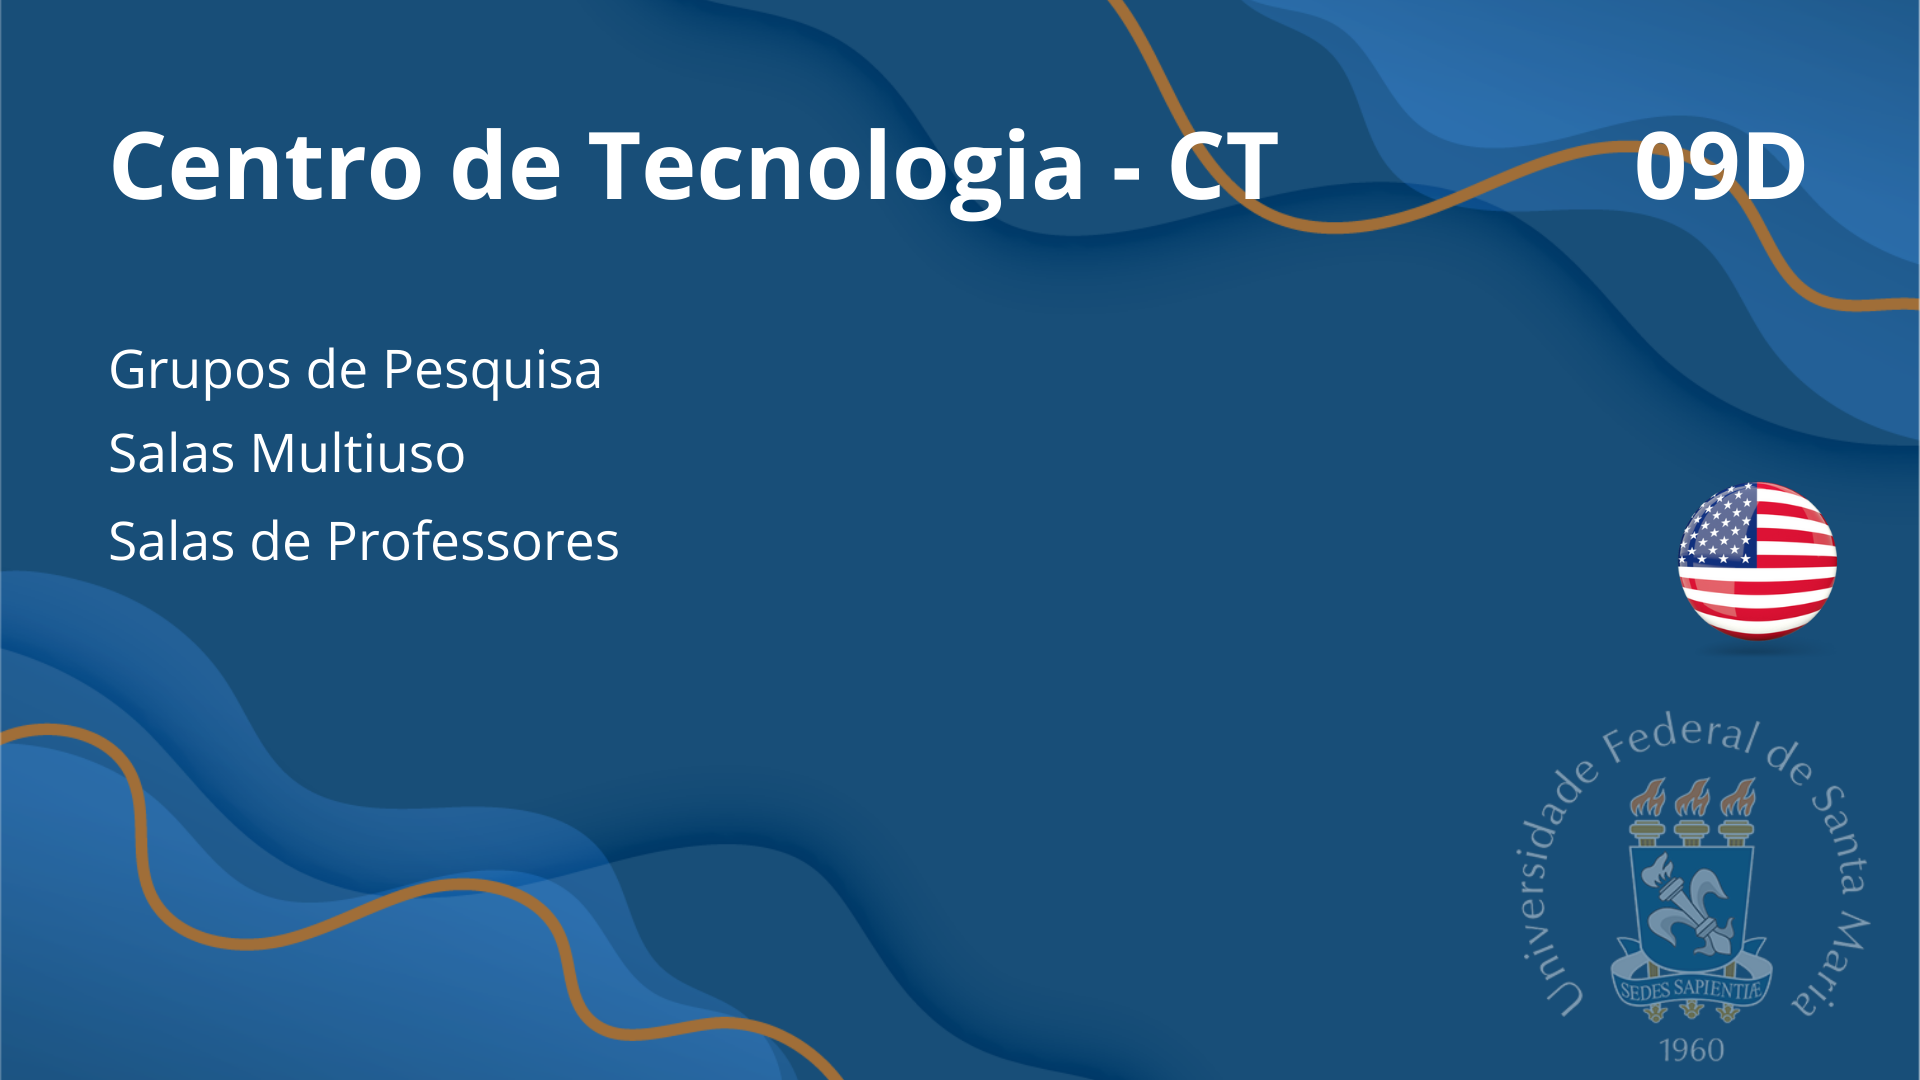 Centro de Tecnologia - CT 09D
Grupos de Pesquisa
Salas Multiuso
Salas de Professores
Universidade Federal de Santa Maria
SEDES SAPIENTIÆ
1960